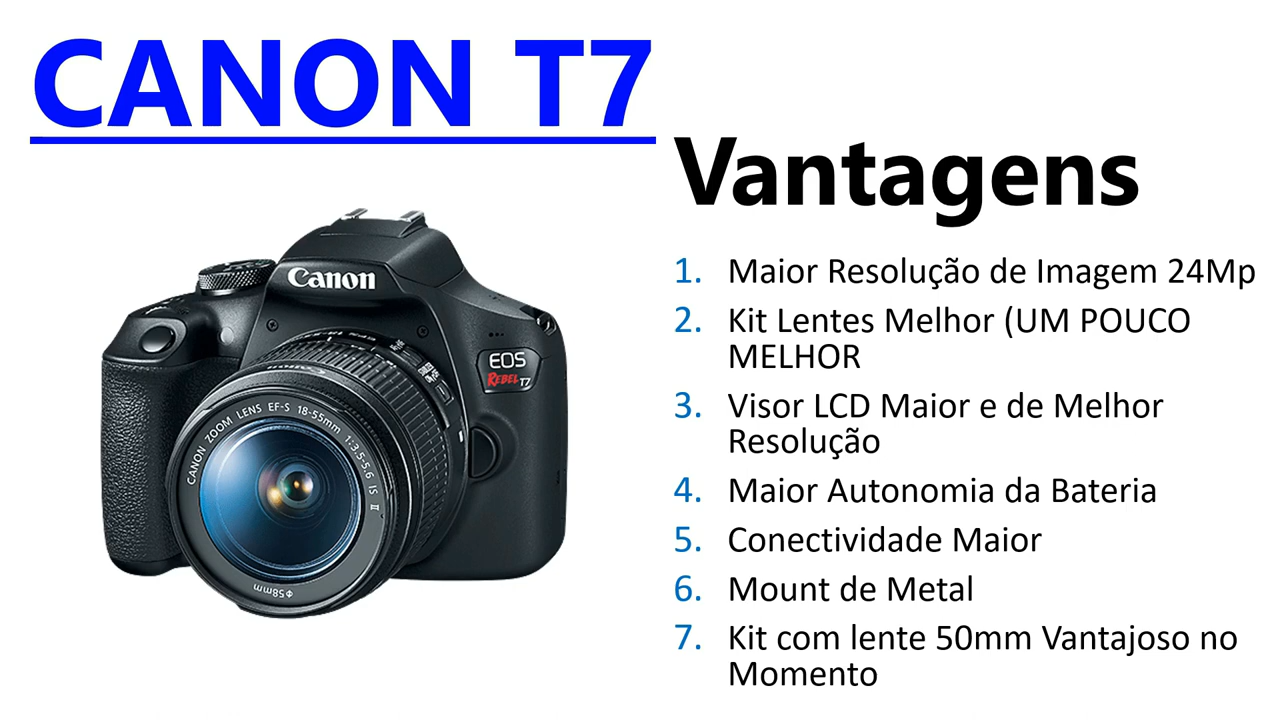 CANON T7
Vantagens
Canon
EOS
REBEL T7
Canon
CANON ZOOM LENS EF-S 18-55mm 1:3.5-5.6 IS II
Φ58mm
1. Maior Resolução de Imagem 24Mp
2. Kit Lentes Melhor (UM POUCO
MELHOR
3. Visor LCD Maior e de Melhor
Resolução
4. Maior Autonomia da Bateria
5. Conectividade Maior
6. Mount de Metal
7. Kit com lente 50mm Vantajoso no
Momento